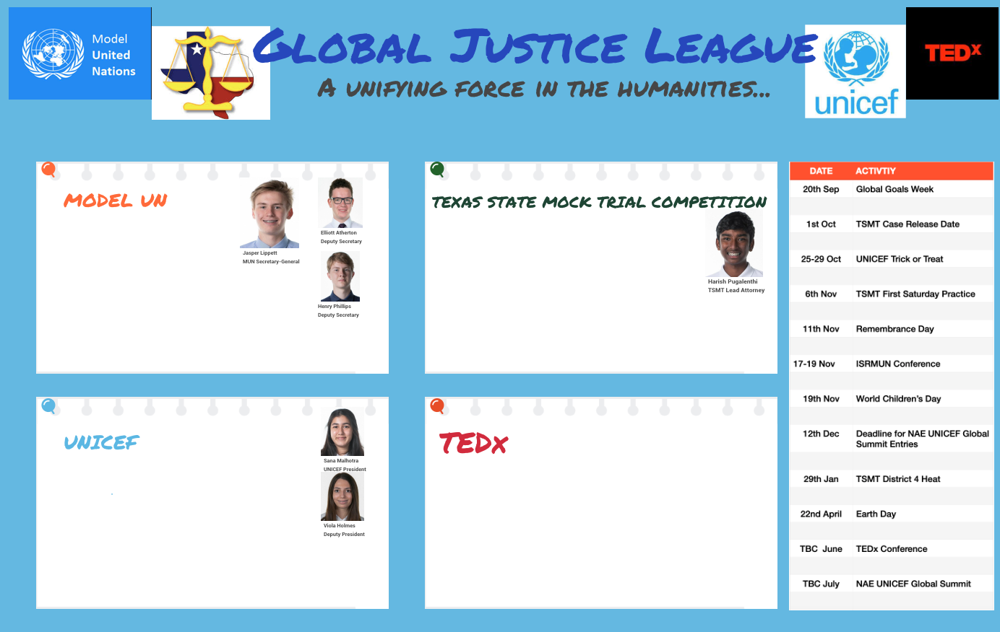 Model
United
Nations
Global Justice League
A unifying force in the humanities...
unicef
TEDx
Model UN
Jasper Lippett
MUN Secretary-General
Elliott Atherton
Deputy Secretary
Henry Phillips
Deputy Secretary
Texas State Mock Trial Competition
Harish Pugalenthi
TSMT Lead Attorney
UNICEF
Sana Malhotra
UNICEF President
Viola Holmes
Deputy President
TEDx
DATE ACTIVTIY
20th Sep Global Goals Week
1st Oct TSMT Case Release Date
25-29 Oct UNICEF Trick or Treat
6th Nov TSMT First Saturday Practice
11th Nov Remembrance Day
17-19 Nov ISRMUN Conference
19th Nov World Children's Day
12th Dec Deadline for NAE UNICEF Global
Summit Entries
29th Jan TSMT District 4 Heat
22nd April Earth Day
TBC June TEDx Conference
TBC July NAE UNICEF Global Summit